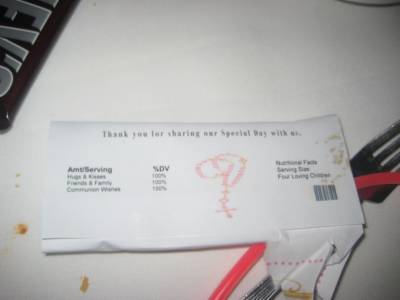 Thank you for sharing our Special Day with us.
Amt/Serving %DV
Hugs & Kisses 100%
Friends & Family 100%
Communion Wishes 100%
Nutritional Facts
Serving Size:
Four Loving Children